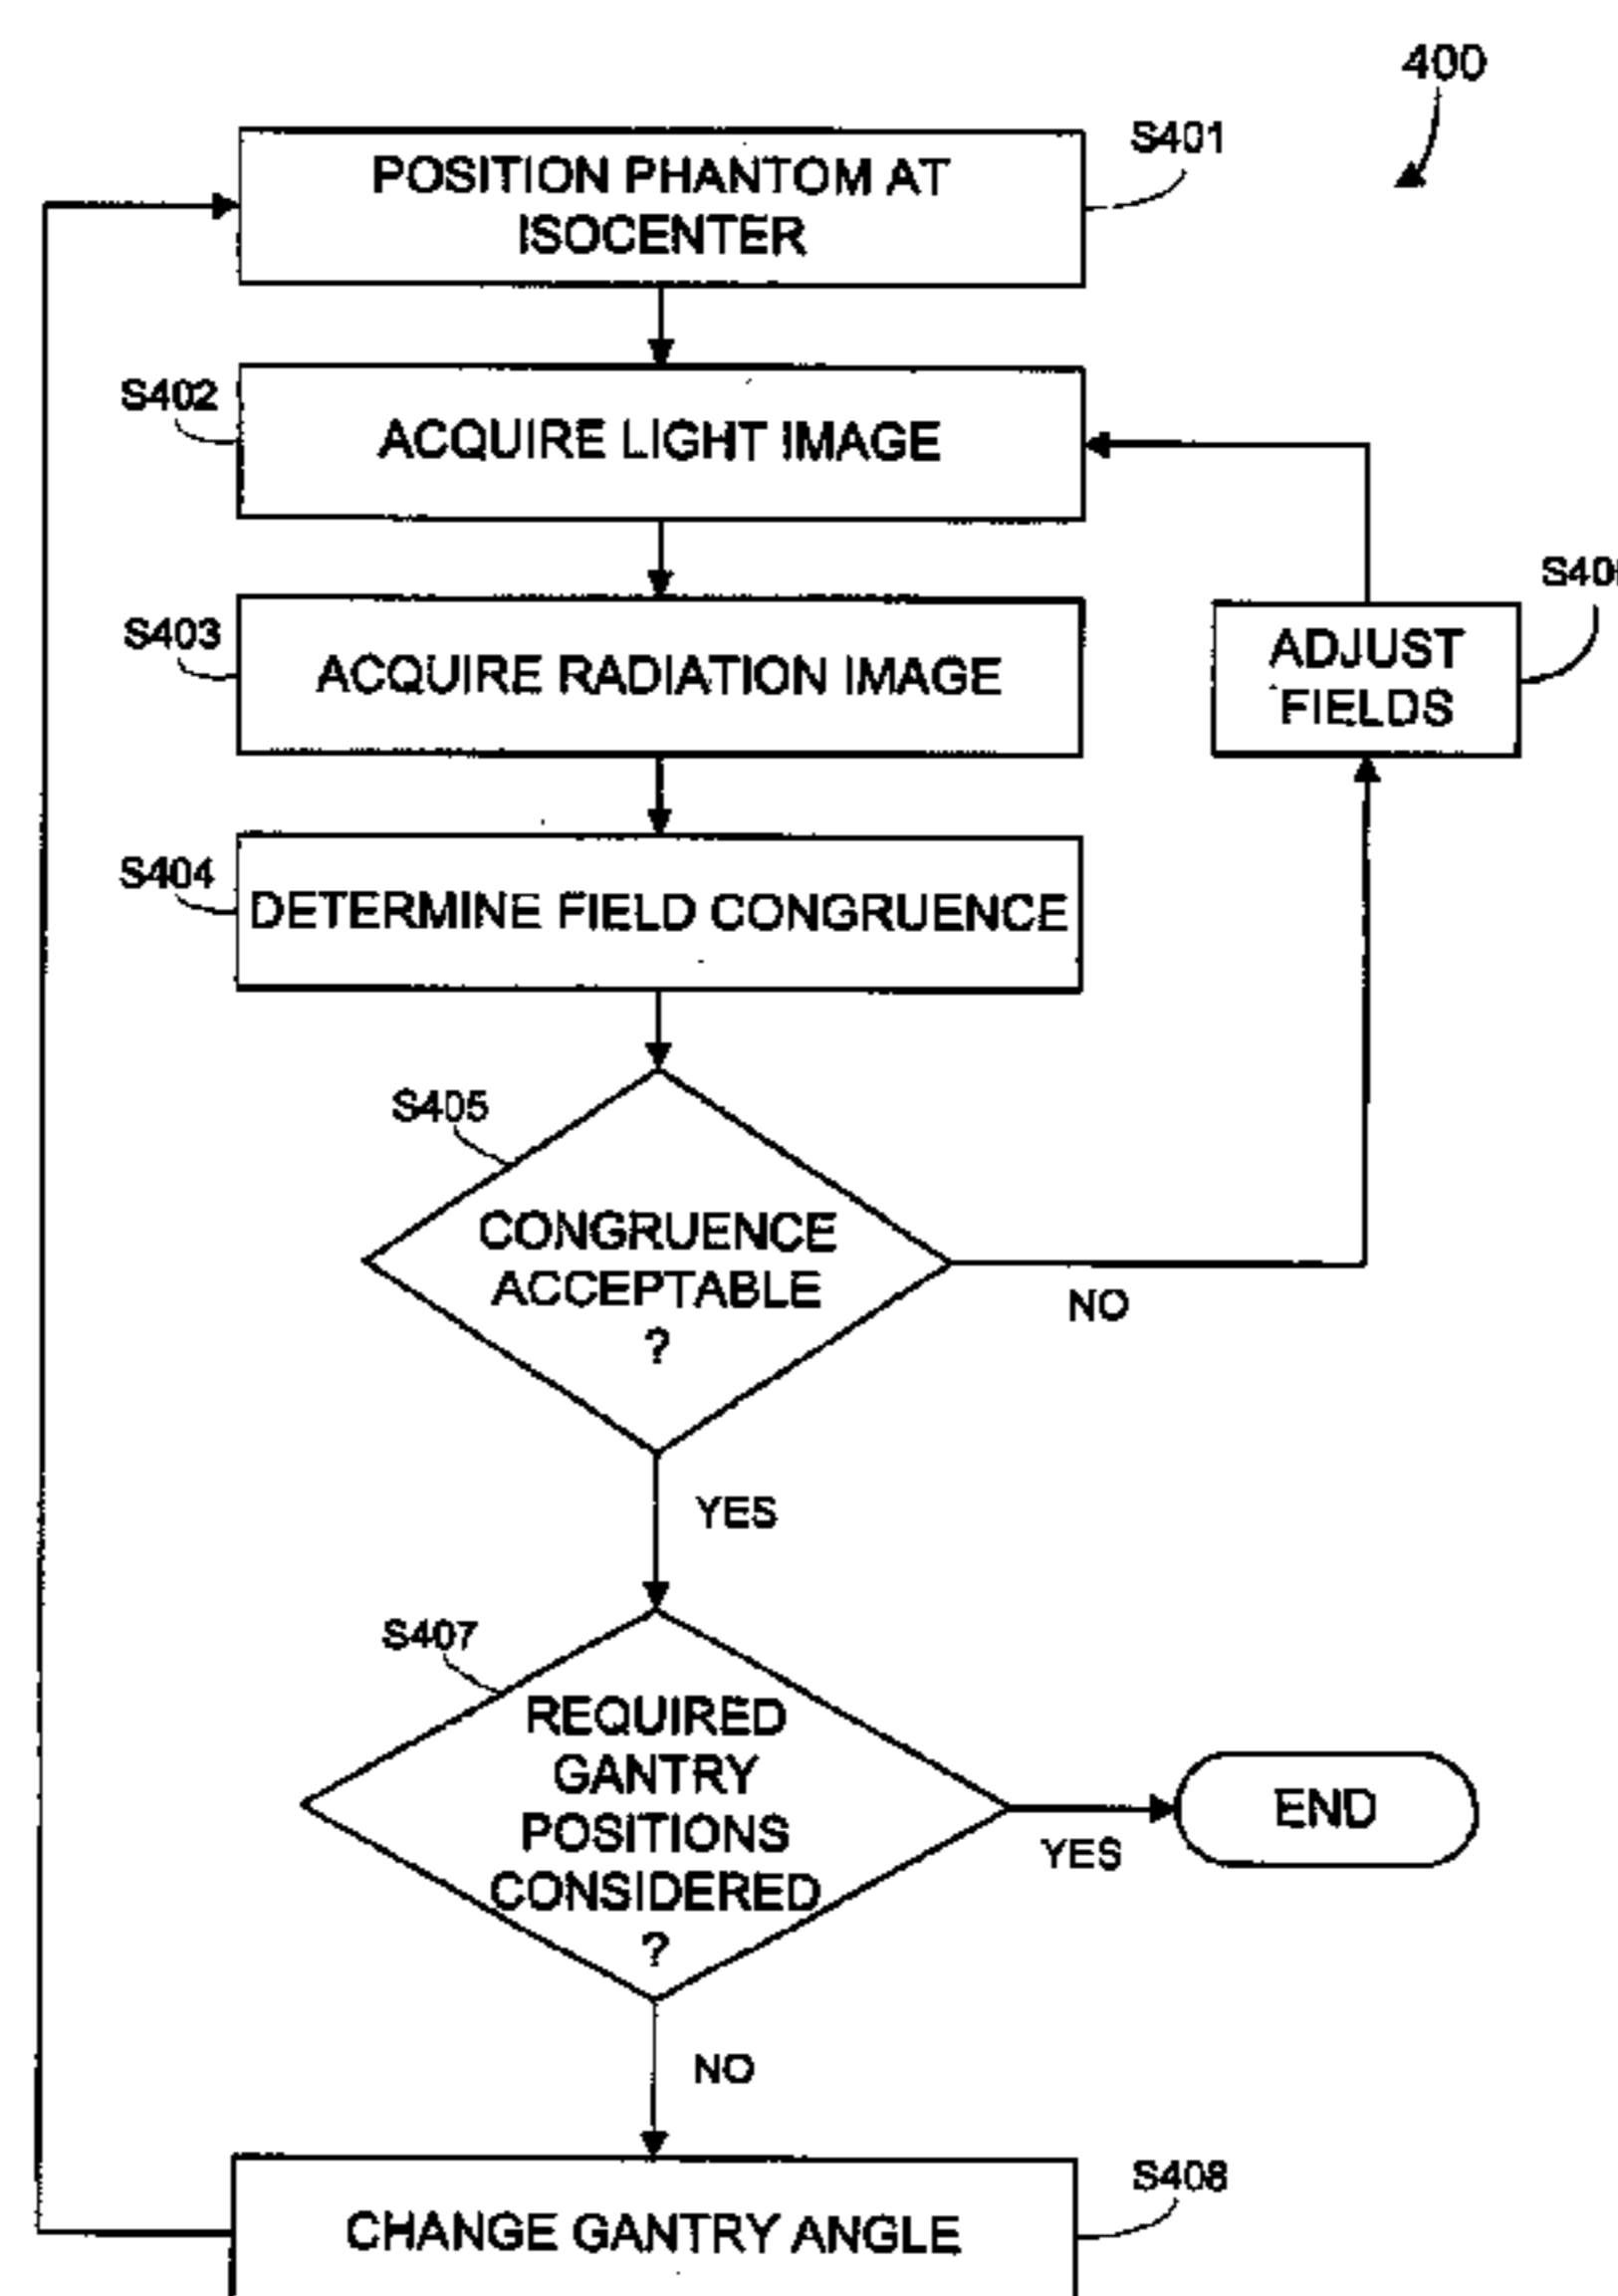 400
S401
POSITION PHANTOM AT
ISOCENTER
S402
ACQUIRE LIGHT IMAGE
S403
ACQUIRE RADIATION IMAGE
ADJUST
FIELDS
S404
DETERMINE FIELD CONGRUENCE
S405
CONGRUENCE
ACCEPTABLE
?
NO
YES
S407
REQUIRED
GANTRY
POSITIONS
CONSIDERED
?
YES
END
NO
S408
CHANGE GANTRY ANGLE